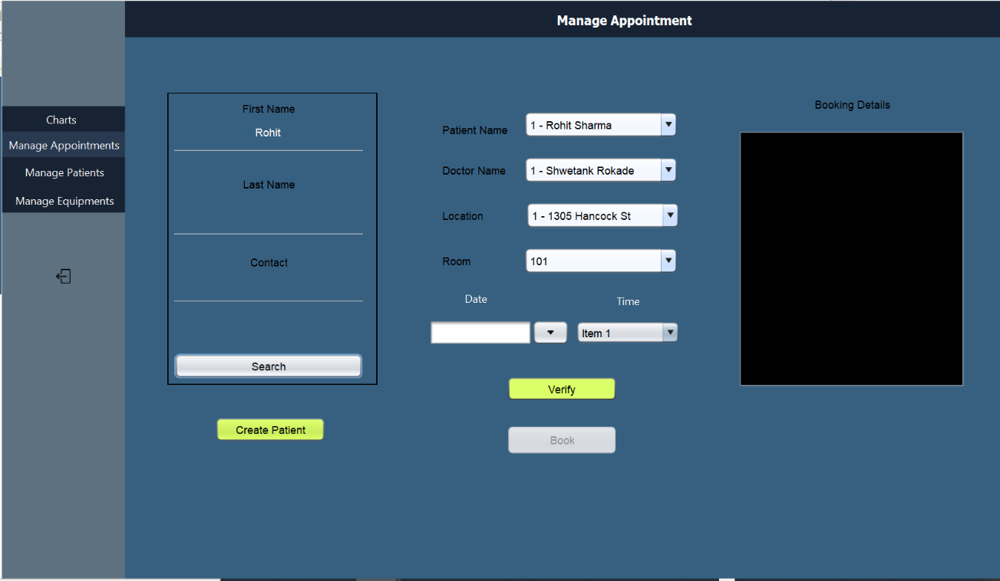 Manage Appointment
Charts
Manage Appointments
Manage Patients
Manage Equipments
First Name
Rohit
Last Name
Contact
Search
Create Patient
Patient Name
1 - Rohit Sharma
Doctor Name
1 - Shwetank Rokade
Location
1 - 1305 Hancock St
Room
101
Date
Time
Item 1
Verify
Book
Booking Details